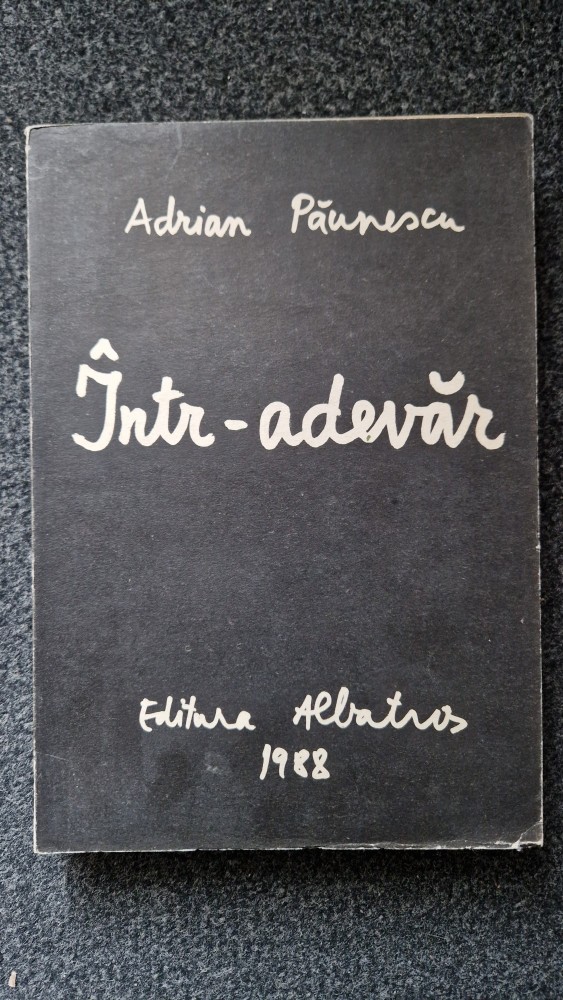 Adrian Păunescu
Într-adevăr
Editura Albatros
1988